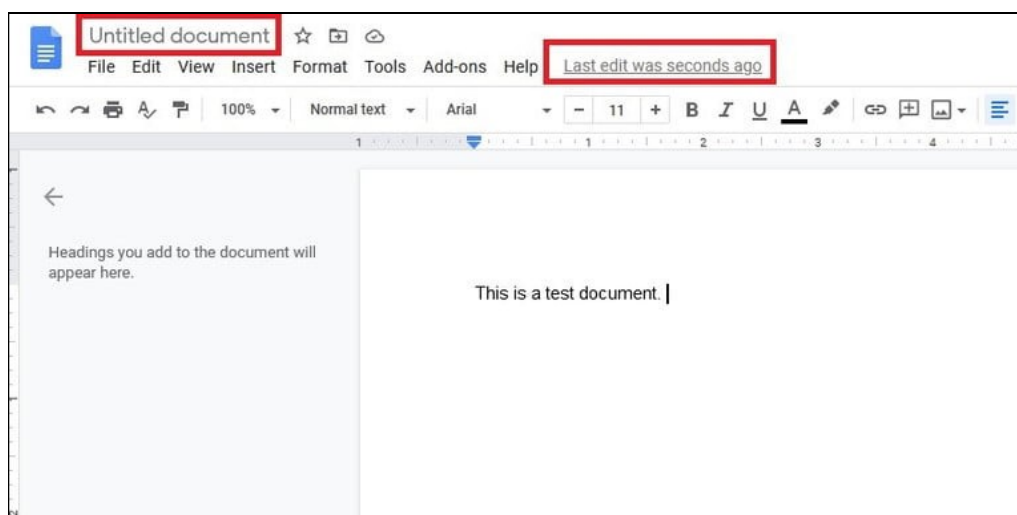 Untitled document
File Edit View Insert Format Tools Add-ons Help Last edit was seconds ago
100% Normal text Arial - 11 + B I U A
1 1 2 3 4
Headings you add to the document will
appear here.
This is a test document.
2